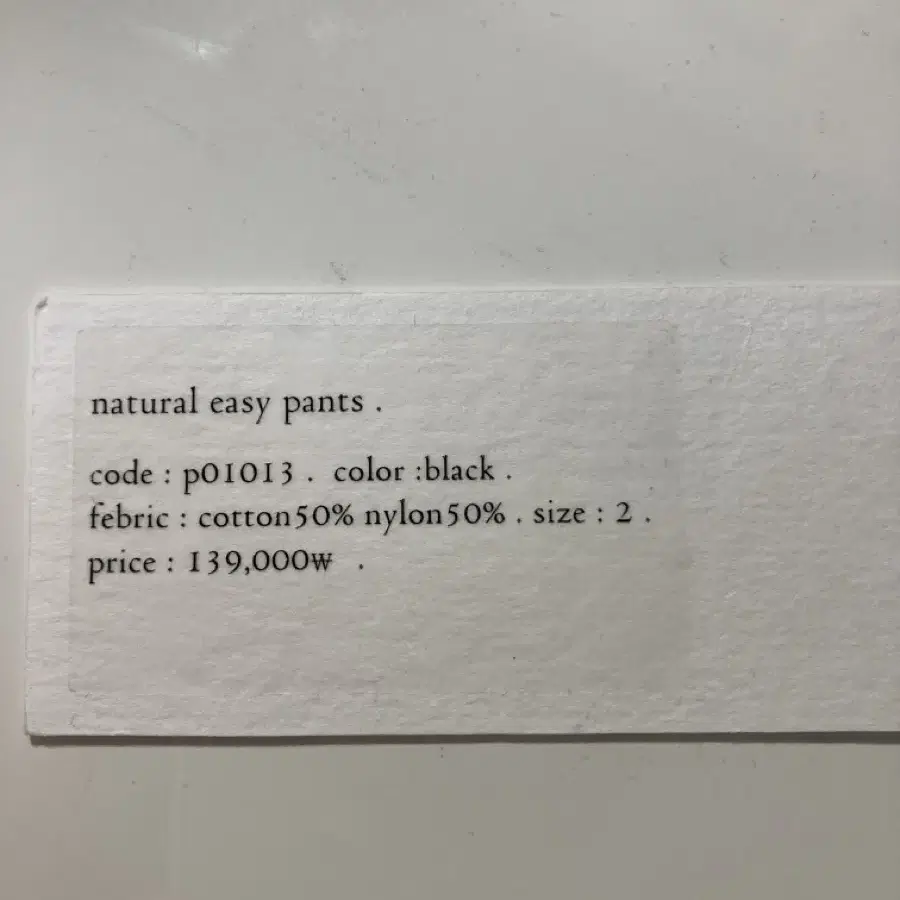 natural easy pants .
code : p01013 . color :black .
febric : cotton50% nylon50% . size : 2 .
price : 139,000₩ .